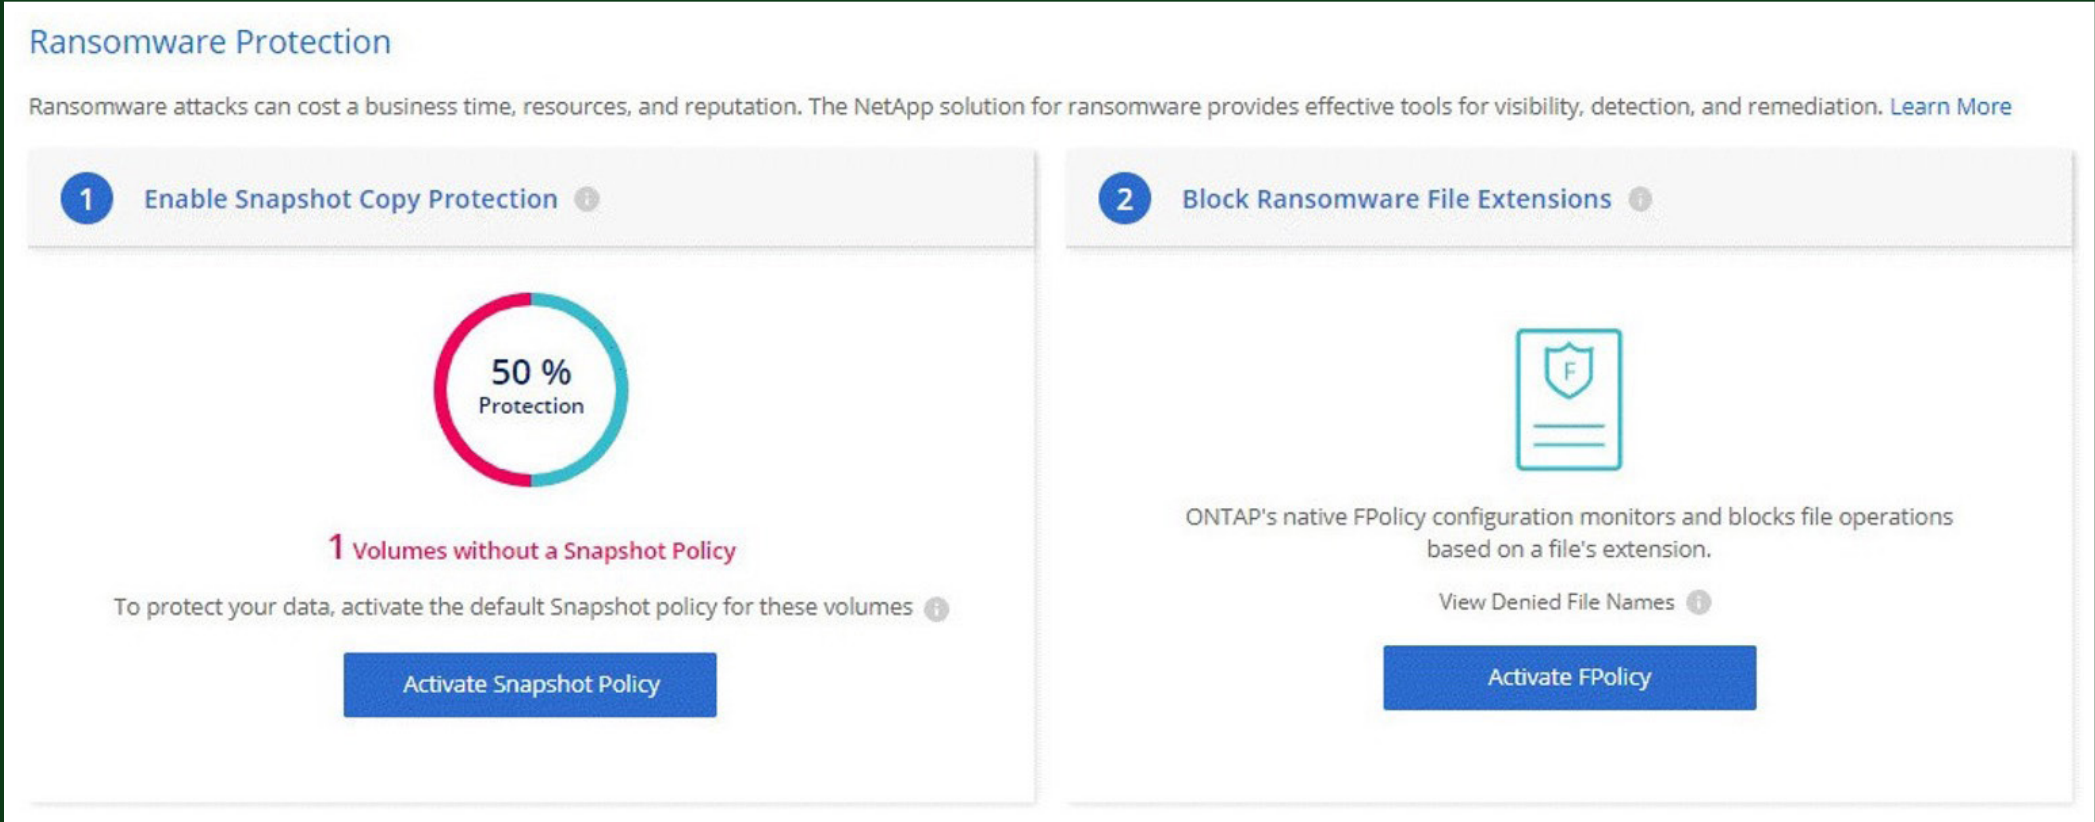 Ransomware Protection
Ransomware attacks can cost a business time, resources, and reputation. The NetApp solution for ransomware provides effective tools for visibility, detection, and remediation. Learn More
1 Enable Snapshot Copy Protection i
50 %
Protection
1 Volumes without a Snapshot Policy
To protect your data, activate the default Snapshot policy for these volumes i
Activate Snapshot Policy
2 Block Ransomware File Extensions i
F
ONTAP's native FPolicy configuration monitors and blocks file operations
based on a file's extension.
View Denied File Names i
Activate FPolicy